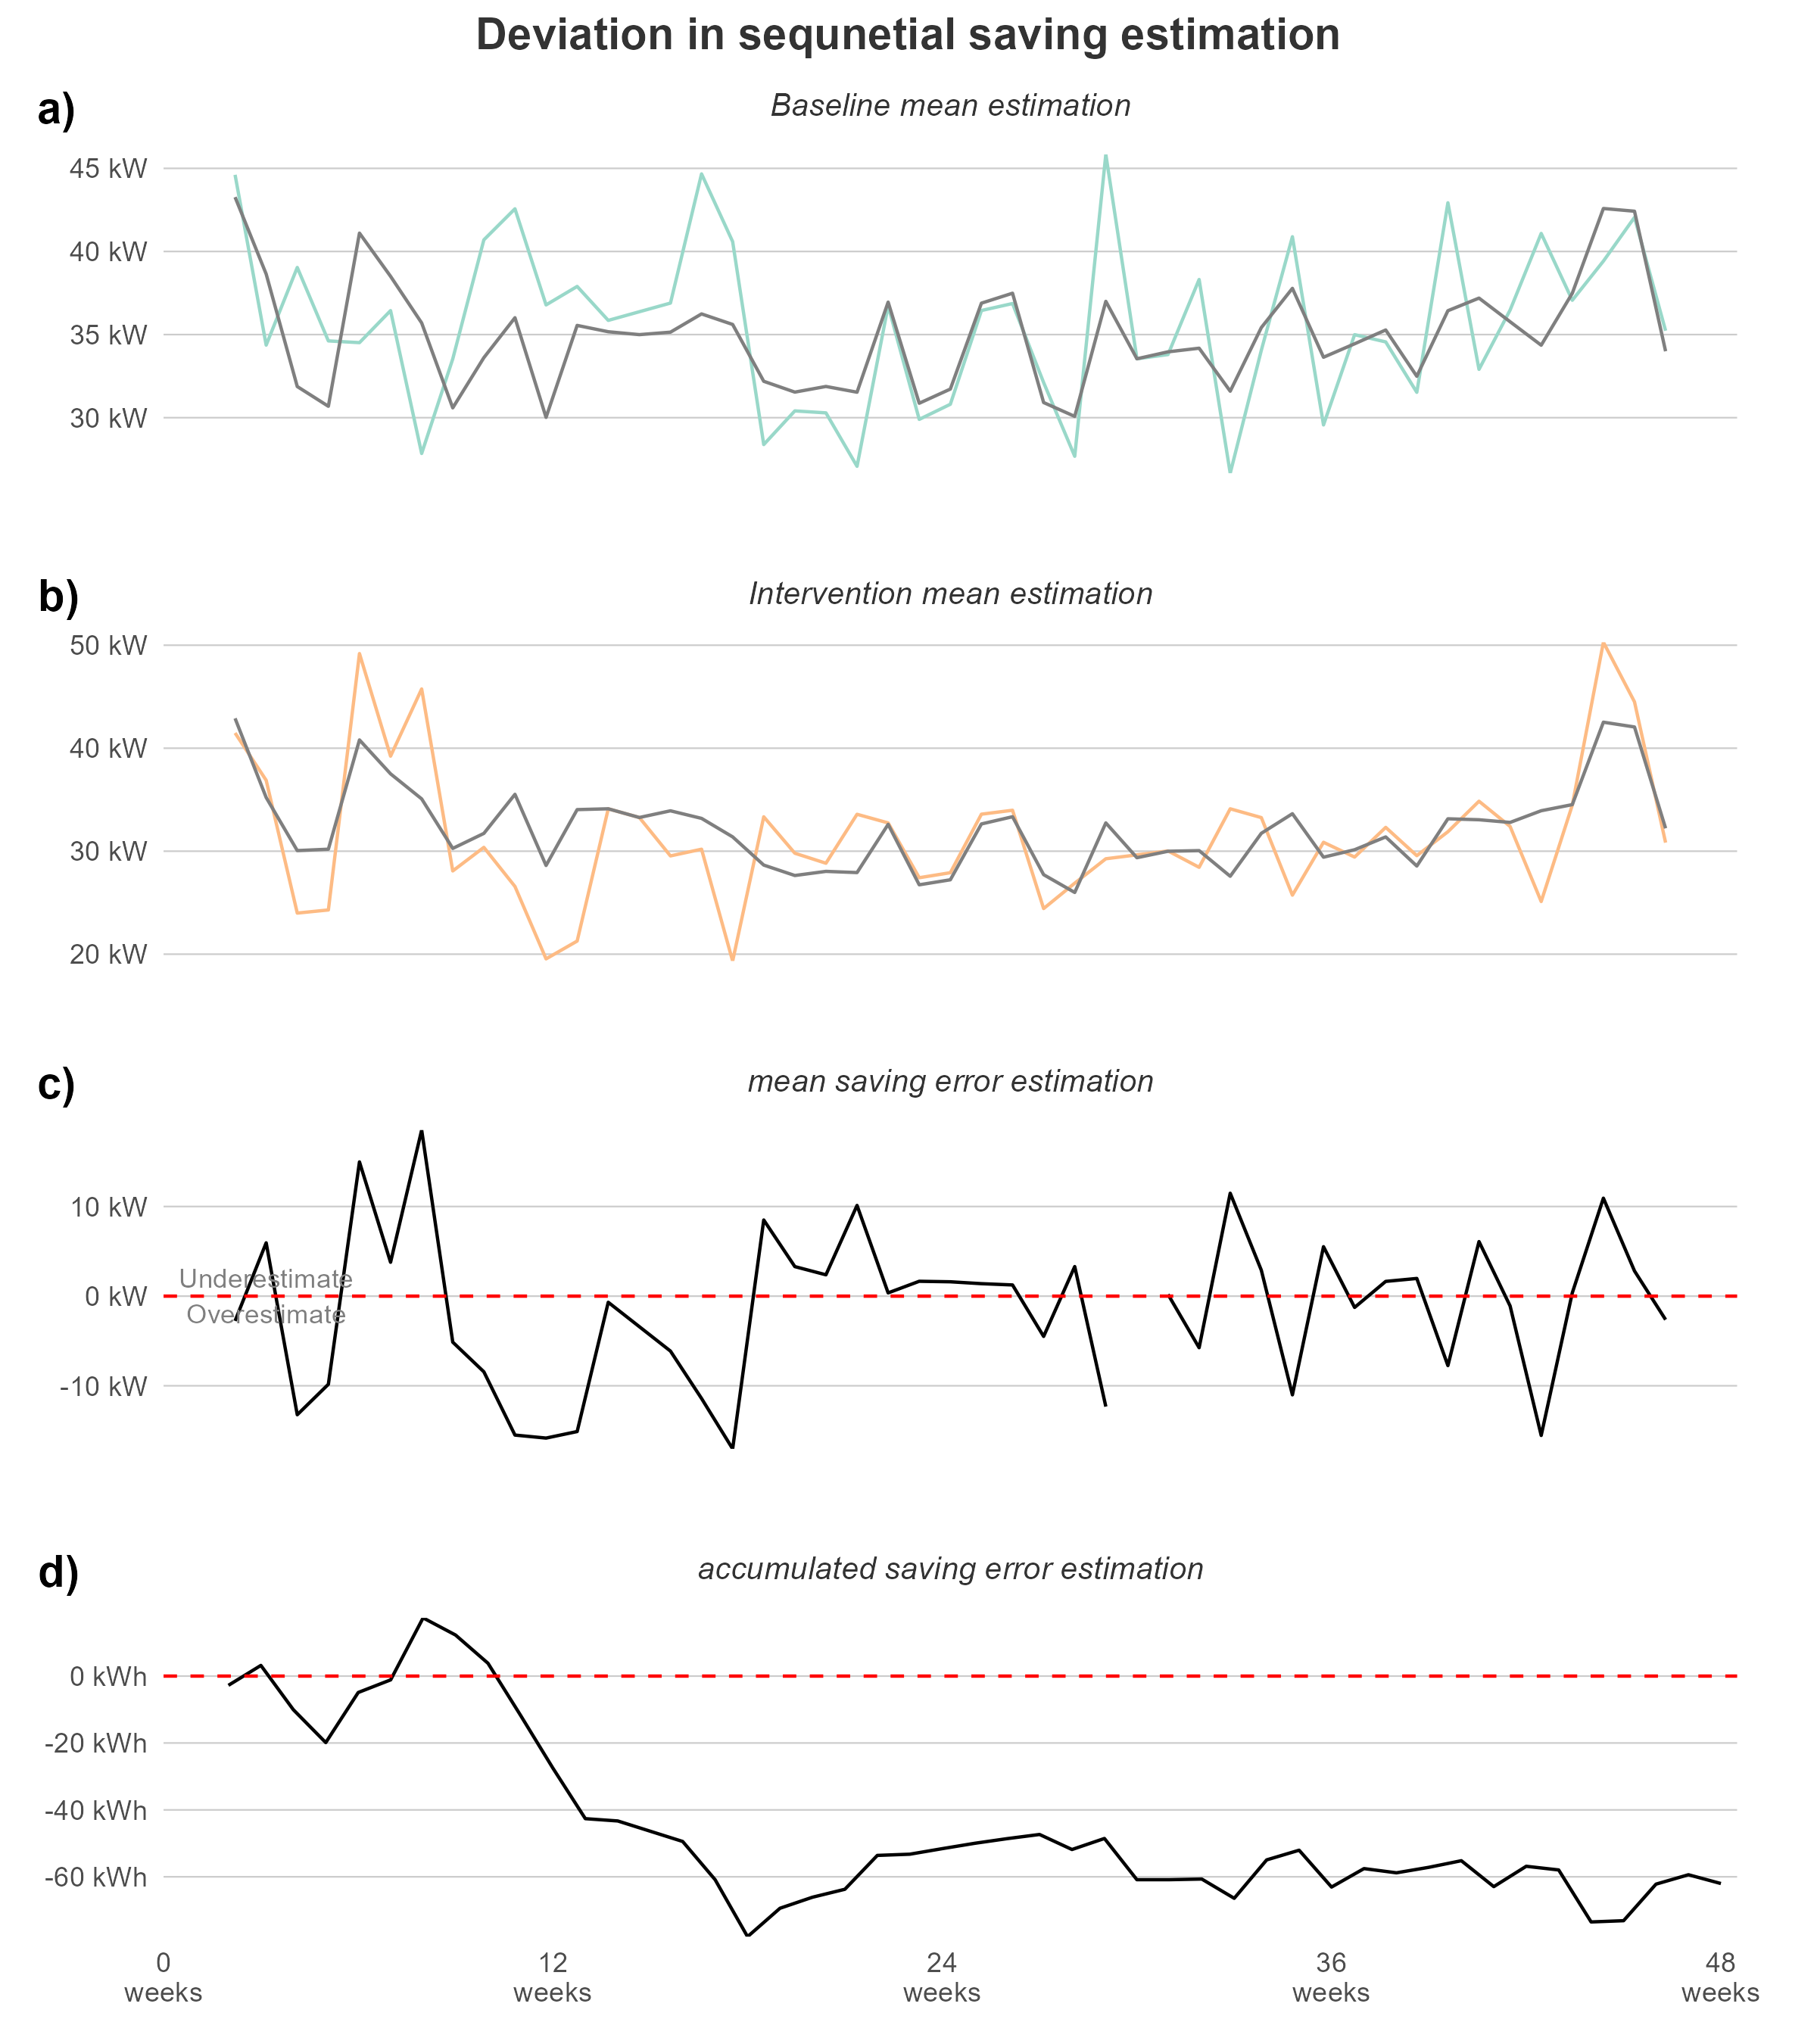 Deviation in sequnetial saving estimation
a)
Baseline mean estimation
45 kW
40 kW
35 kW
30 kW
b)
Intervention mean estimation
50 kW
40 kW
30 kW
20 kW
c)
mean saving error estimation
10 kW
Underestimate
0 kW
Overestimate
-10 kW
d)
accumulated saving error estimation
0 kWh
-20 kWh
-40 kWh
-60 kWh
0 12 24 36 48
weeks weeks weeks weeks weeks